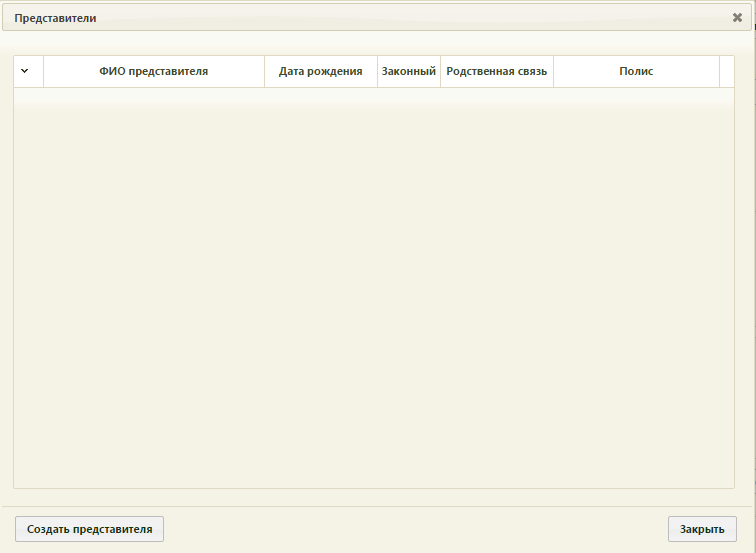 Представители
ФИО представителя Дата рождения Законный Родственная связь Полис
Создать представителя Закрыть